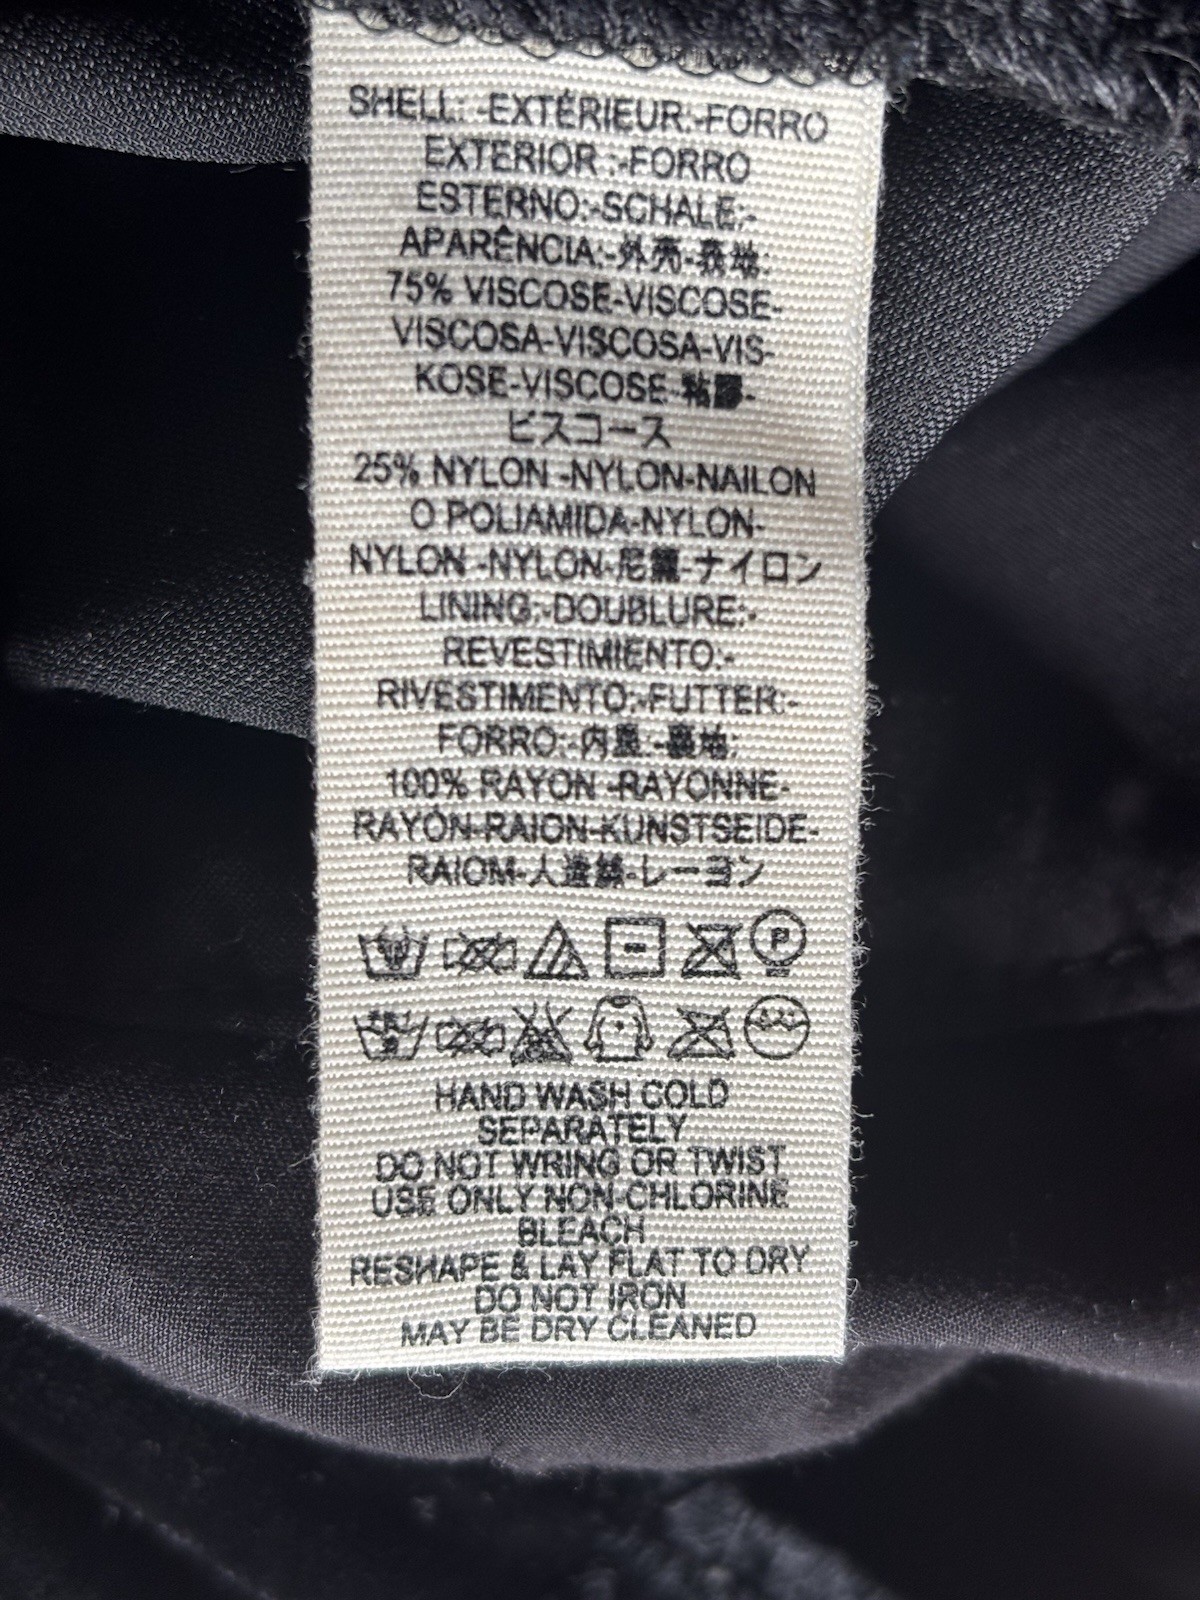 SHELL: -EXTÉRIEUR:-FORRO
EXTERIOR :-FORRO
ESTERNO:-SCHALE:-
APARÊNCIA:-外壳-表地:
75% VISCOSE-VISCOSE-
VISCOSA-VISCOSA-VIS-
KOSE-VISCOSE-粘膠-
ビスコース
25% NYLON -NYLON-NAILON
O POLIAMIDA-NYLON-
NYLON -NYLON-尼龍-ナイロン
LINING:-DOUBLURE:-
REVESTIMIENTO:-
RIVESTIMENTO:-FUTTER:-
FORRO:-内里:-裏地:
100% RAYON -RAYONNE-
RAYÓN-RAION-KUNSTSEIDE-
RAIOM-人造絲-レーヨン
P
HAND WASH COLD
SEPARATELY
DO NOT WRING OR TWIST
USE ONLY NON-CHLORINE
BLEACH
RESHAPE & LAY FLAT TO DRY
DO NOT IRON
MAY BE DRY CLEANED